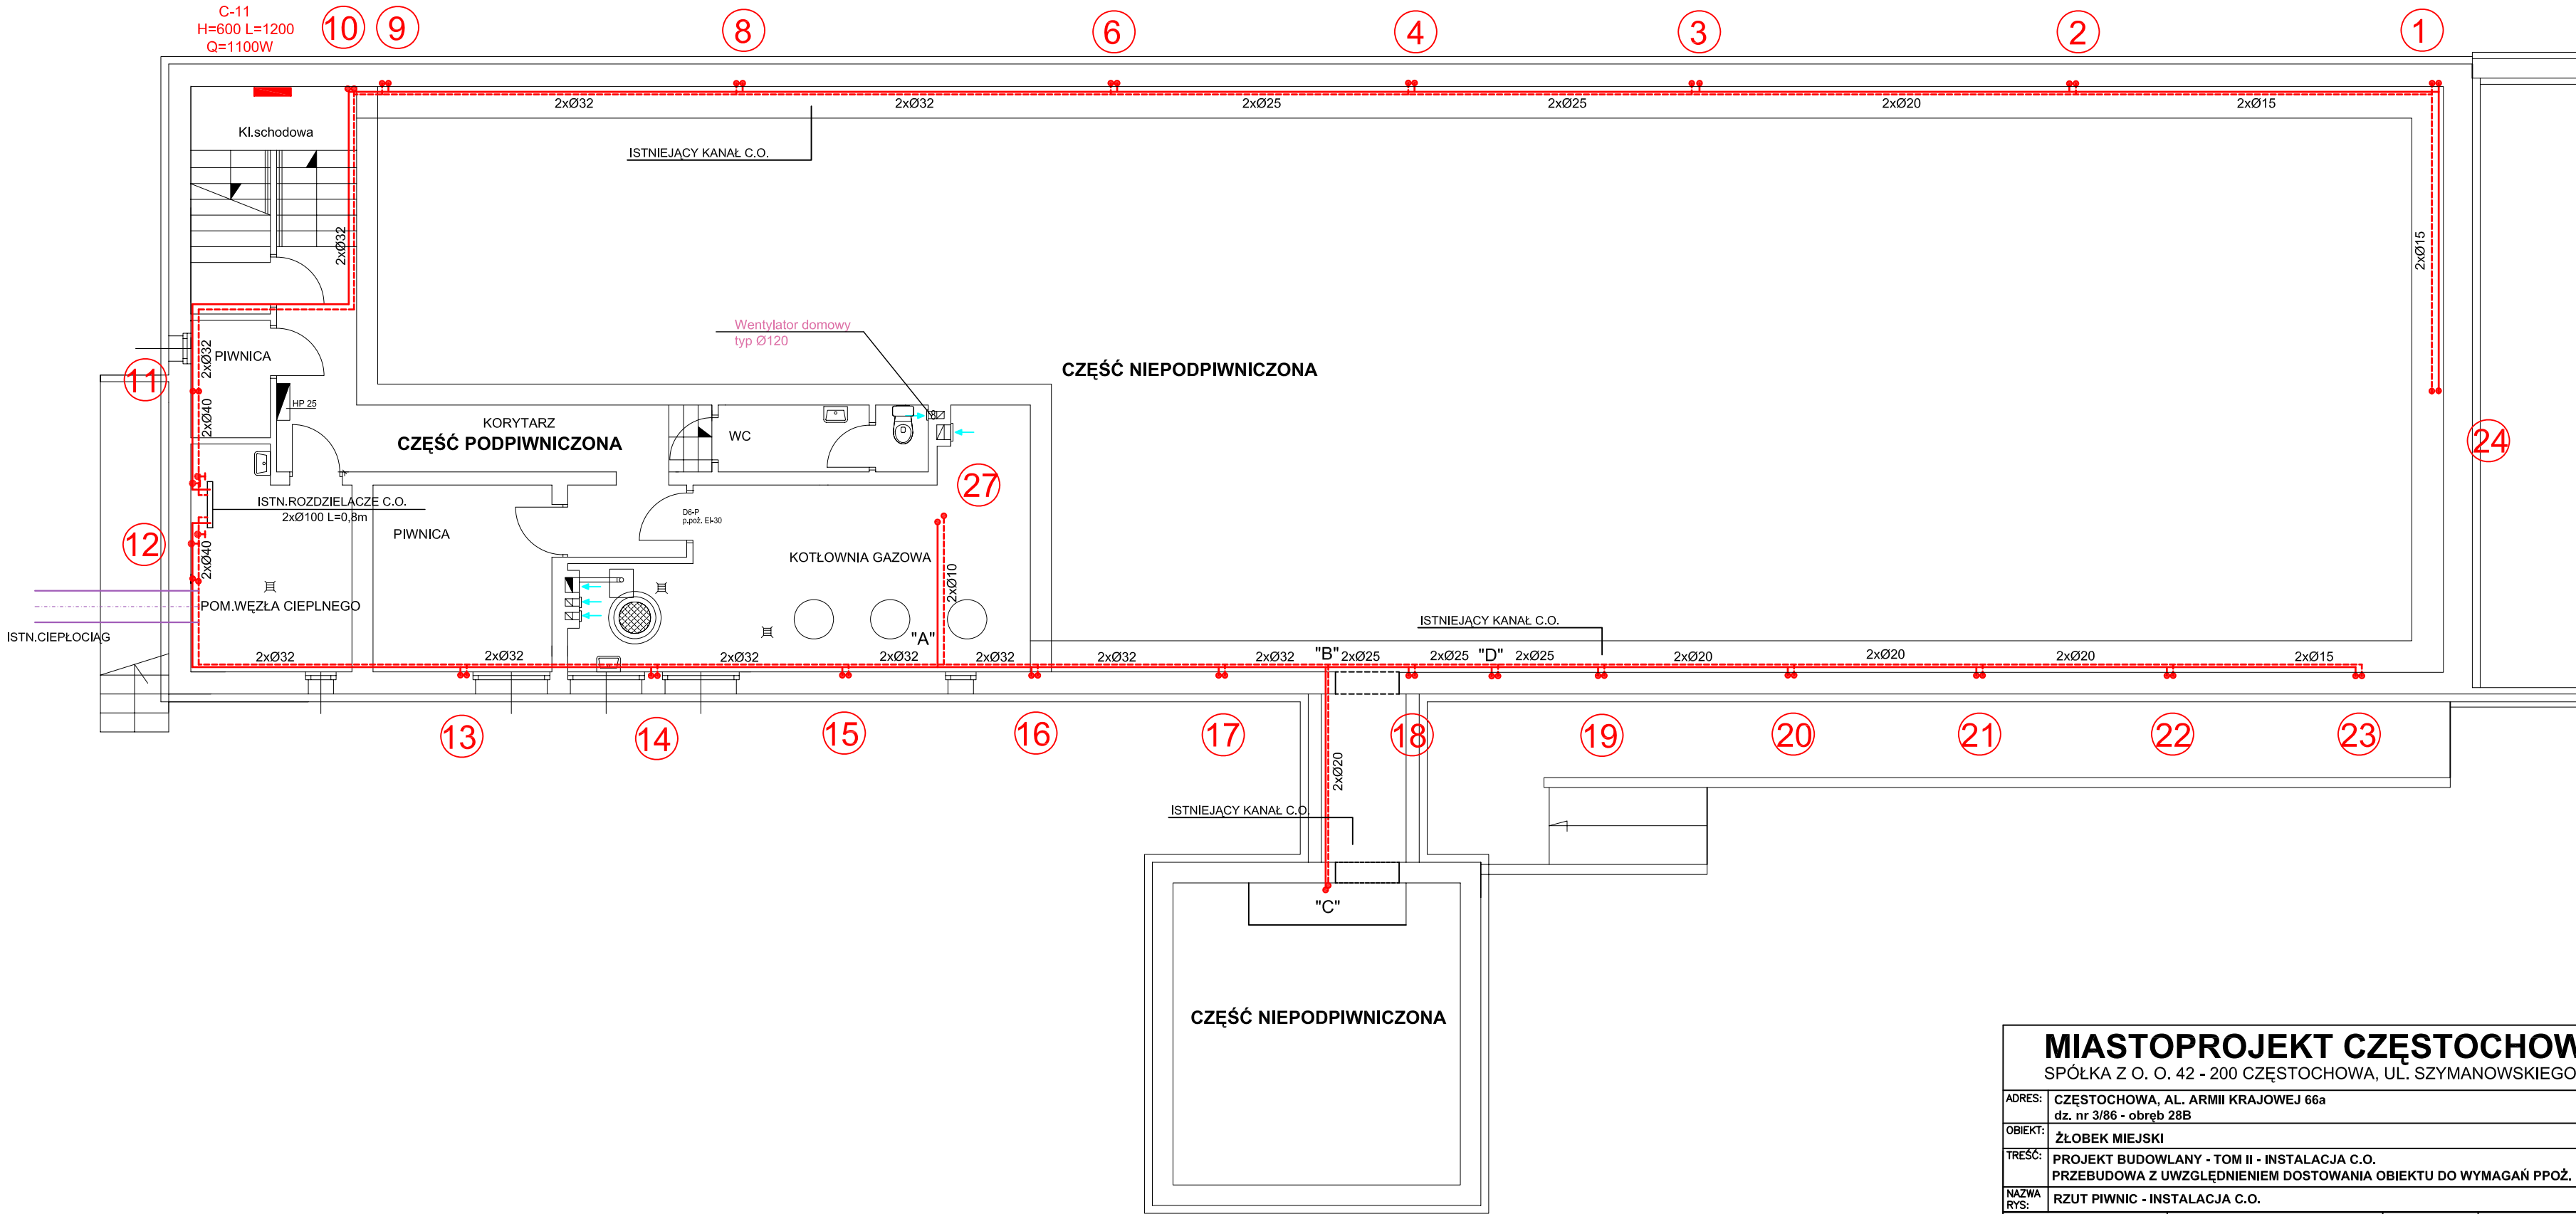 C-11
H=600 L=1200
Q=1100W
10
9
8
6
4
3
2
1
2xØ32
2xØ32
2xØ25
2xØ25
2xØ20
2xØ15
Kl.schodowa
ISTNIEJĄCY KANAŁ C.O.
2xØ32
2xØ15
Wentylator domowy
typ Ø120
CZĘŚĆ NIEPODPIWNICZONA
2xØ32
PIWNICA
11
HP 25
2xØ40
KORYTARZ
CZĘŚĆ PODPIWNICZONA
WC
24
27
ISTN.ROZDZIELACZE C.O.
2xØ100 L=0,8m
PIWNICA
D6-P
p.poż. EI-30
12
2xØ40
KOTŁOWNIA GAZOWA
2xØ10
POM.WĘZŁA CIEPLNEGO
ISTN.CIEPŁOCIĄG
"A"
ISTNIEJĄCY KANAŁ C.O.
2xØ32
2xØ32
2xØ32
2xØ32
2xØ32
2xØ32
2xØ32
"B"
2xØ25
2xØ25
"D"
2xØ25
2xØ20
2xØ20
2xØ20
2xØ15
13
14
15
16
17
18
19
20
21
22
23
2xØ20
ISTNIEJĄCY KANAŁ C.O.
"C"
CZĘŚĆ NIEPODPIWNICZONA
MIASTOPROJEKT CZĘSTOCHOW
SPÓŁKA Z O. O. 42 - 200 CZĘSTOCHOWA, UL. SZYMANOWSKIEGO
ADRES: CZĘSTOCHOWA, AL. ARMII KRAJOWEJ 66a
dz. nr 3/86 - obręb 28B
OBIEKT: ŻŁOBEK MIEJSKI
TREŚĆ: PROJEKT BUDOWLANY - TOM II - INSTALACJA C.O.
PRZEBUDOWA Z UWZGLĘDNIENIEM DOSTOWANIA OBIEKTU DO WYMAGAŃ PPOŻ.
NAZWA RYS: RZUT PIWNIC - INSTALACJA C.O.